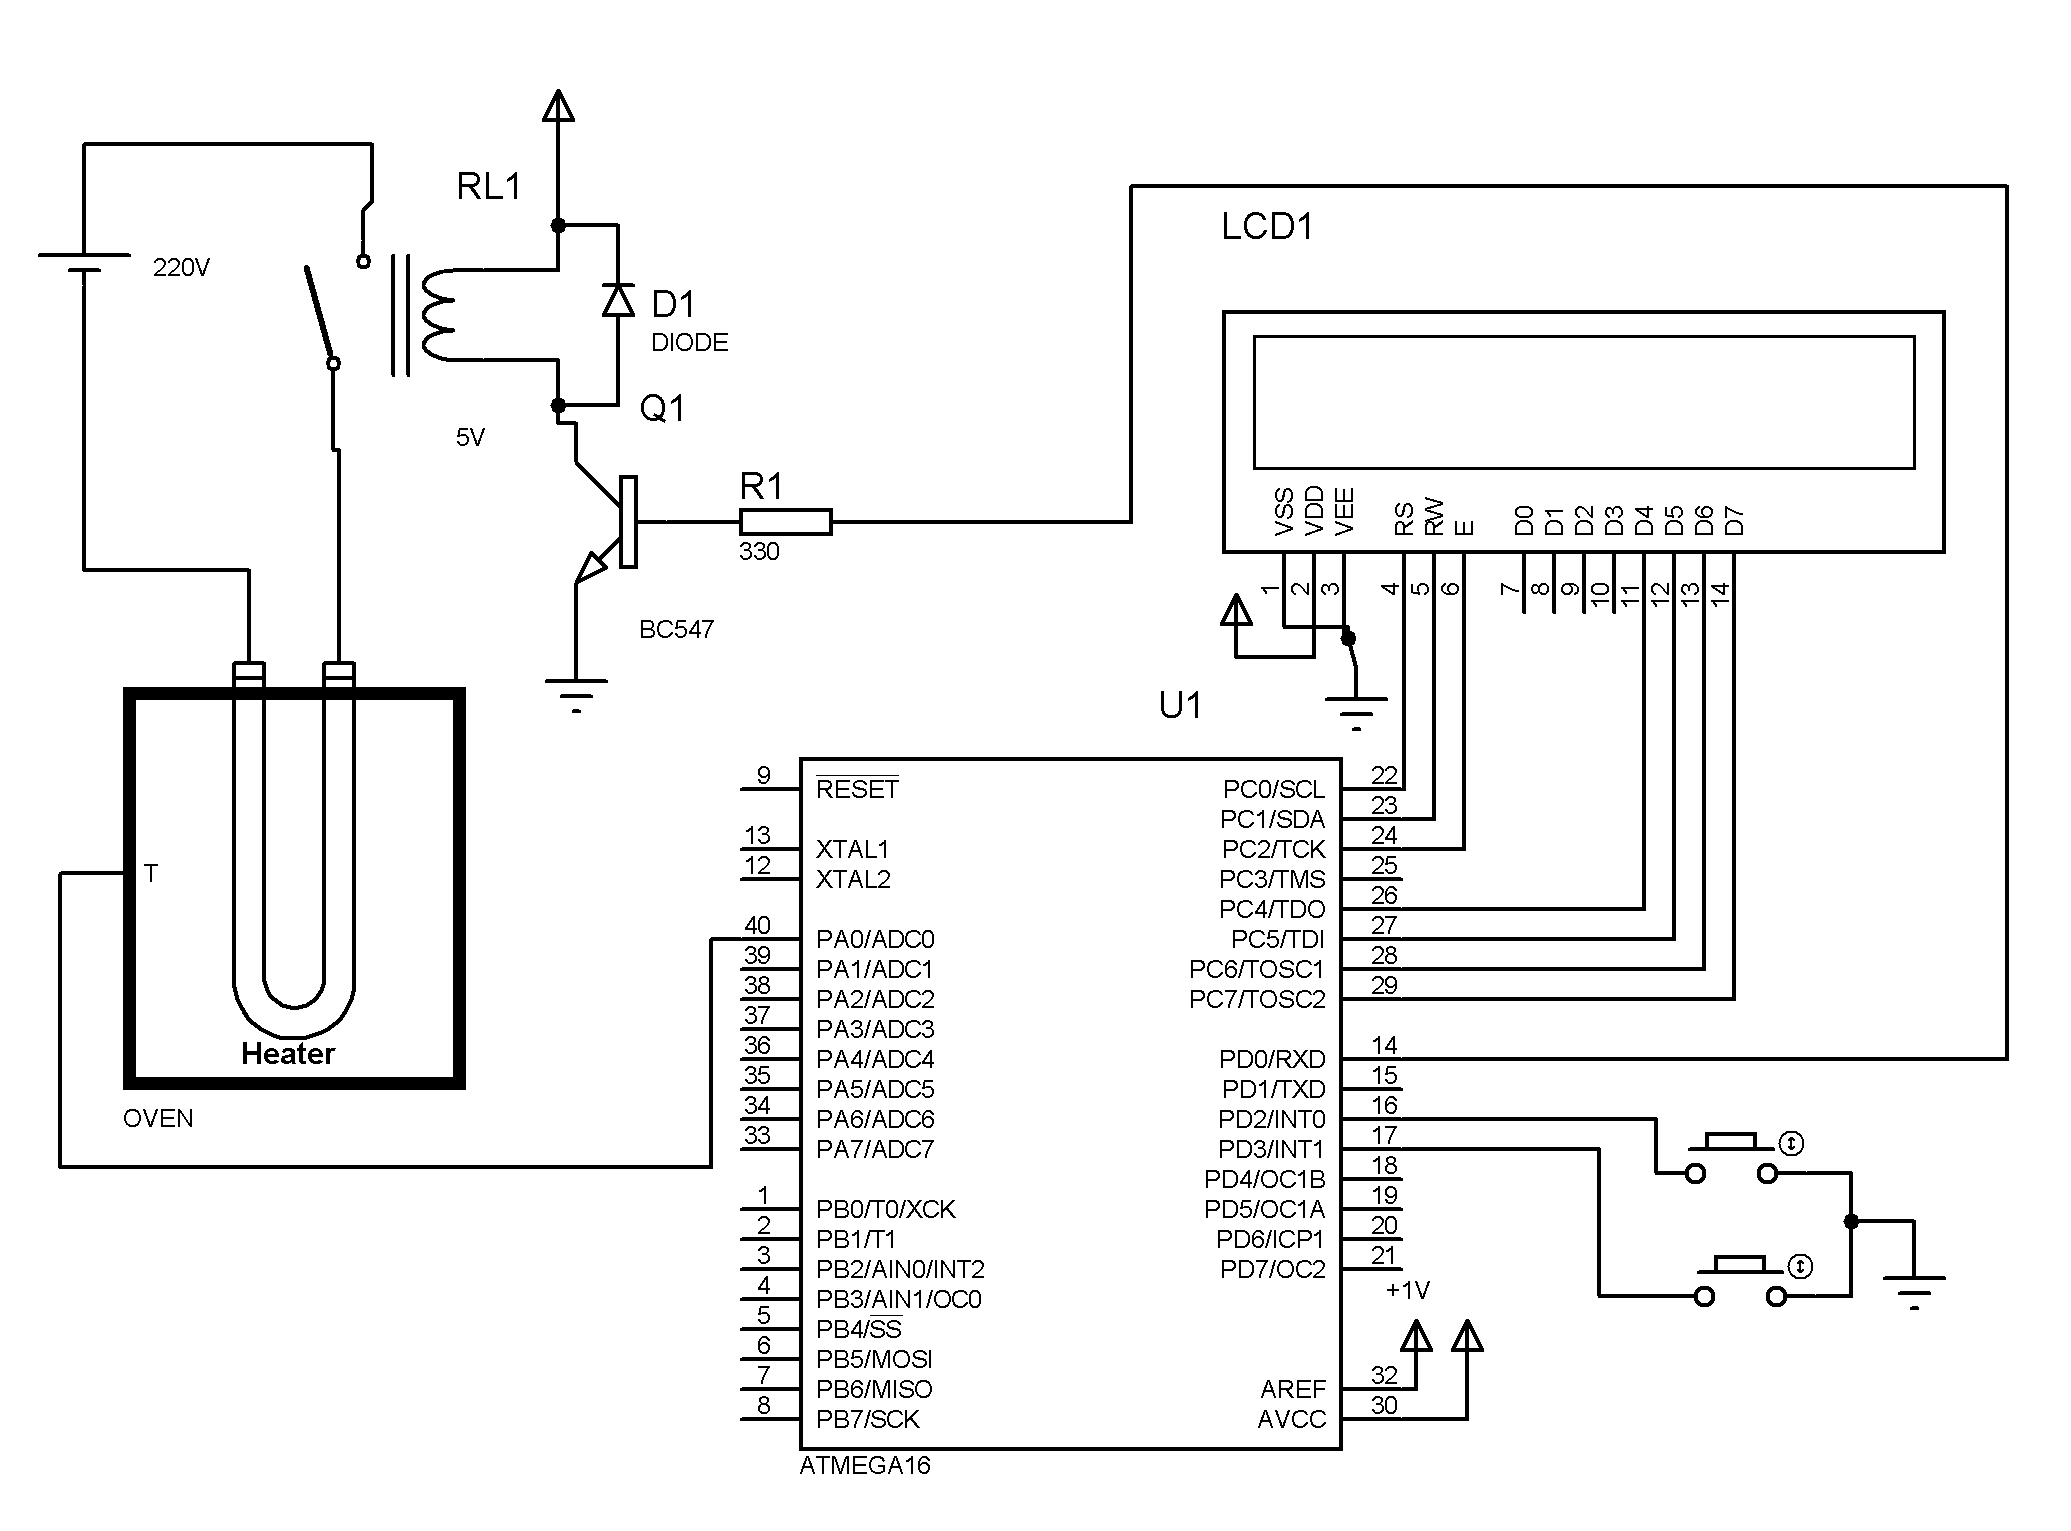 RL1
LCD1
220V
D1
DIODE
Q1
5V
R1
330
BC547
VSS
VDD
VEE
RS
RW
E
D0
D1
D2
D3
D4
D5
D6
D7
1
2
3
4
5
6
7
8
9
10
11
12
13
14
U1
9 RESET
13 XTAL1
12 XTAL2
40 PA0/ADC0
39 PA1/ADC1
38 PA2/ADC2
37 PA3/ADC3
36 PA4/ADC4
35 PA5/ADC5
34 PA6/ADC6
33 PA7/ADC7
1 PB0/T0/XCK
2 PB1/T1
3 PB2/AIN0/INT2
4 PB3/AIN1/OC0
5 PB4/SS
6 PB5/MOSI
7 PB6/MISO
8 PB7/SCK
PC0/SCL 22
PC1/SDA 23
PC2/TCK 24
PC3/TMS 25
PC4/TDO 26
PC5/TDI 27
PC6/TOSC1 28
PC7/TOSC2 29
PD0/RXD 14
PD1/TXD 15
PD2/INT0 16
PD3/INT1 17
PD4/OC1B 18
PD5/OC1A 19
PD6/ICP1 20
PD7/OC2 21
+1V
AREF 32
AVCC 30
ATMEGA16
T
Heater
OVEN